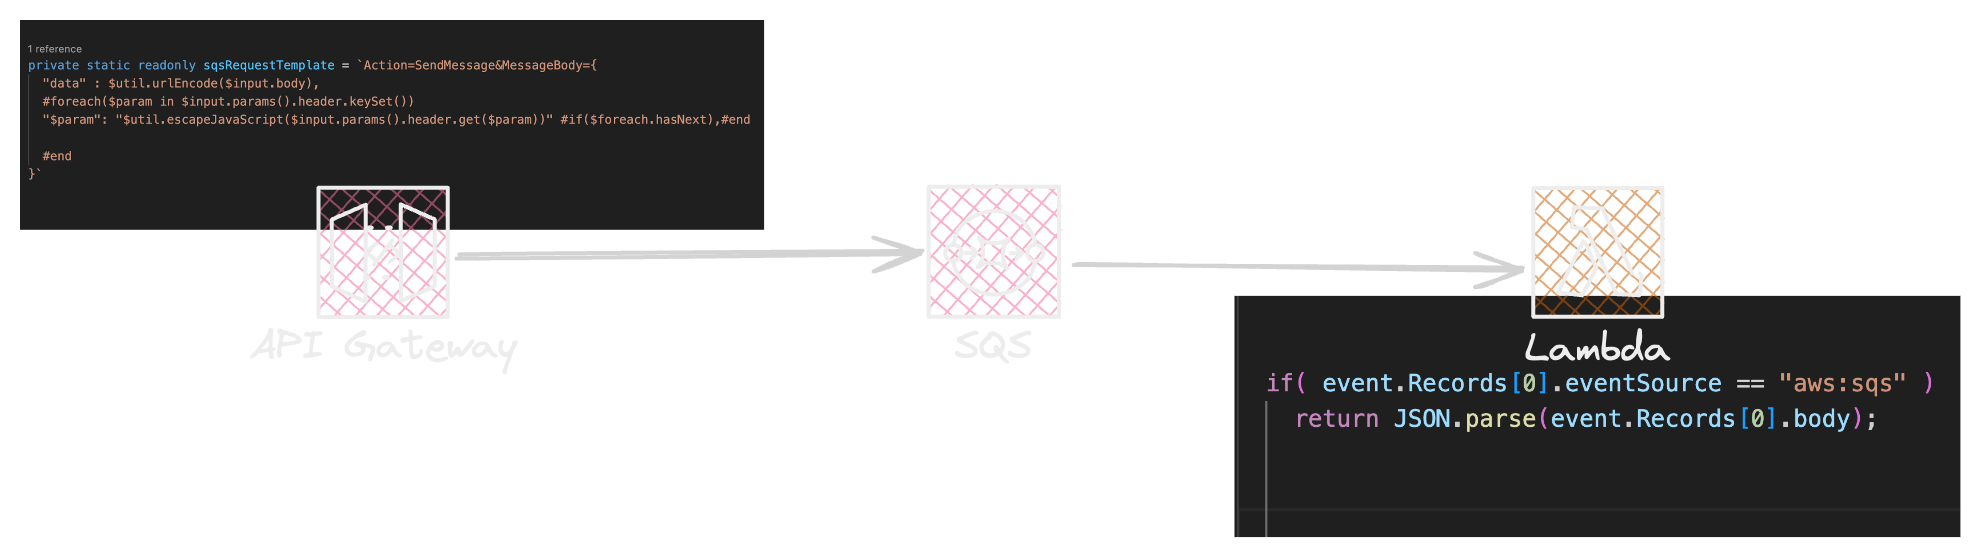 1 reference
private static readonly sqsRequestTemplate = `Action=SendMessage&MessageBody={
"data" : $util.urlEncode($input.body),
#foreach($param in $input.params().header.keySet())
"$param": "$util.escapeJavaScript($input.params().header.get($param))" #if($foreach.hasNext),#end
#end
}`
API Gateway
SQS
Lambda
if( event.Records[0].eventSource == "aws:sqs" )
return JSON.parse(event.Records[0].body);